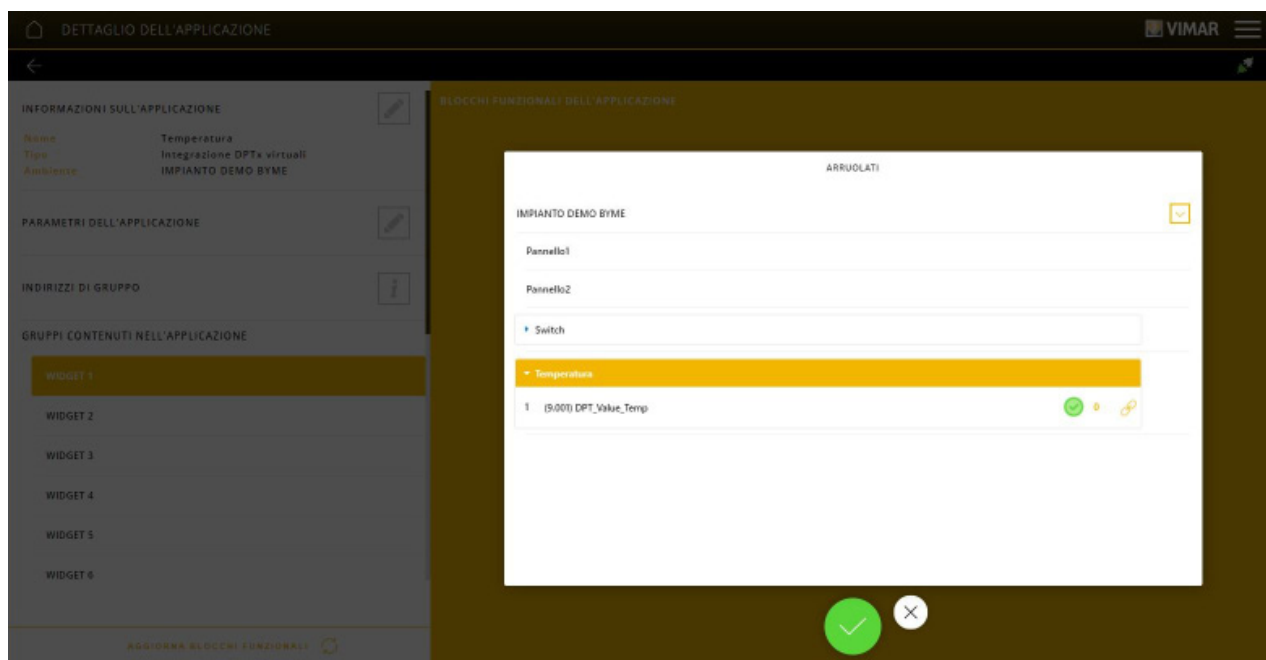 DETTAGLIO DELL'APPLICAZIONE
VIMAR
INFORMAZIONI SULL'APPLICAZIONE
Nome Temperatura
Tipo Integrazione DPTx virtuali
Ambiente IMPIANTO DEMO BYME
PARAMETRI DELL'APPLICAZIONE
INDIRIZZI DI GRUPPO
GRUPPI CONTENUTI NELL'APPLICAZIONE
WIDGET 1
WIDGET 2
WIDGET 3
WIDGET 4
WIDGET 5
WIDGET 6
AGGIORNA BLOCCHI FUNZIONALI
BLOCCHI FUNZIONALI DELL'APPLICAZIONE
ARRUOLATI
IMPIANTO DEMO BYME
Pannello1
Pannello2
Switch
Temperatura
1 (9.001) DPT_Value_Temp 0